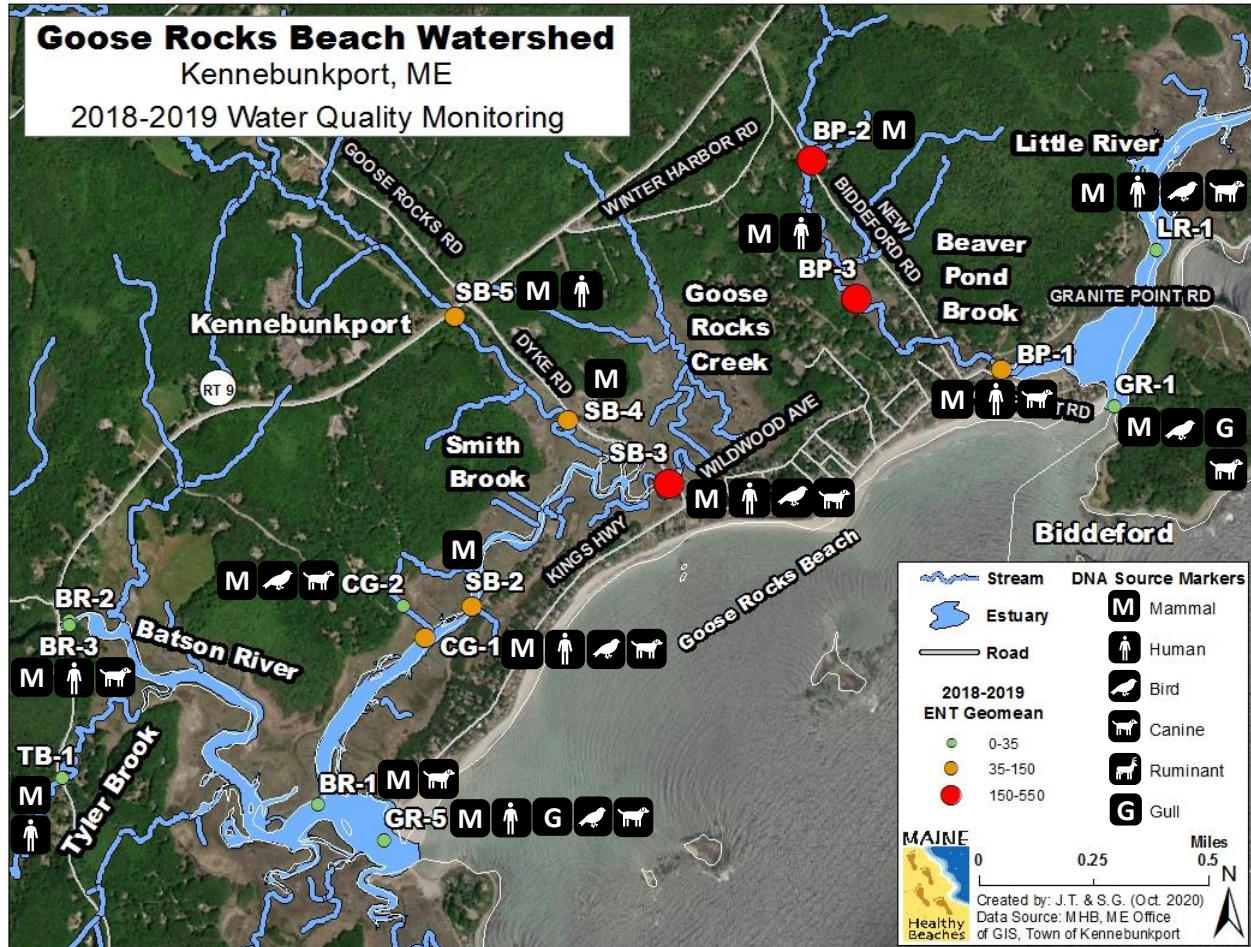 Goose Rocks Beach Watershed
Kennebunkport, ME
2018-2019 Water Quality Monitoring
GOOSE ROCKS RD
WINTER HARBOR RD
BP-2
M
Little River
M
NEW
BIDDEFORD RD
LR-1
M
BP-3
Beaver
Pond
Brook
GRANITE POINT RD
SB-5
M
Kennebunkport
Goose
Rocks
Creek
DYKE RD
RT 9
M
SB-4
BP-1
M
T RD
GR-1
M
G
Smith
Brook
SB-3
WILDWOOD AVE
M
KINGS HWY
Biddeford
Goose Rocks Beach
M
SB-2
M
CG-2
CG-1
M
BR-2
BR-3
M
Batson River
TB-1
M
Tyler Brook
BR-1
M
GR-5
M
G
Stream
Estuary
Road
2018-2019
ENT Geomean
0-35
35-150
150-550
DNA Source Markers
M
Mammal
Human
Bird
Canine
Ruminant
G
Gull
MAINE
Healthy
Beaches
Miles
0
0.25
0.5
N
Created by: J.T. & S.G. (Oct. 2020)
Data Source: MHB, ME Office
of GIS, Town of Kennebunkport